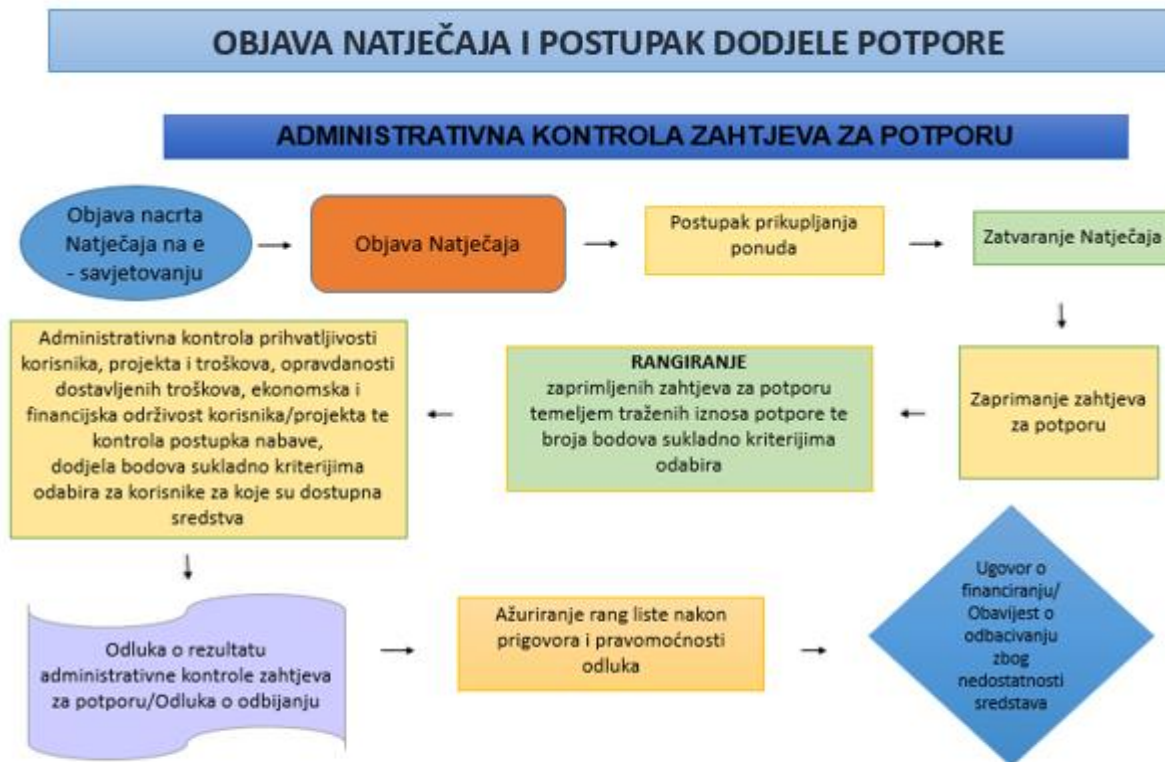 OBJAVA NATJEČAJA I POSTUPAK DODJELE POTPORE
ADMINISTRATIVNA KONTROLA ZAHTJEVA ZA POTPORU
Objava nacrta
Natječaja na e
- savjetovanju
Objava Natječaja
Postupak prikupljanja
ponuda
Zatvaranje Natječaja
Zaprimanje zahtjeva
za potporu
RANGIRANJE
zaprimljenih zahtjeva za potporu
temeljem traženih iznosa potpore te
broja bodova sukladno kriterijima
odabira
Administrativna kontrola prihvatljivosti
korisnika, projekta i troškova, opravdanosti
dostavljenih troškova, ekonomska i
financijska održivost korisnika/projekta te
kontrola postupka nabave,
dodjela bodova sukladno kriterijima
odabira za korisnike za koje su dostupna
sredstva
Odluka o rezultatu
administrativne kontrole zahtjeva
za potporu/Odluka o odbijanju
Ažuriranje rang liste nakon
prigovora i pravomoćnosti
odluka
Ugovor o
financiranju/
Obavijest o
odbacivanju
zbog
nedostatnosti
sredstava